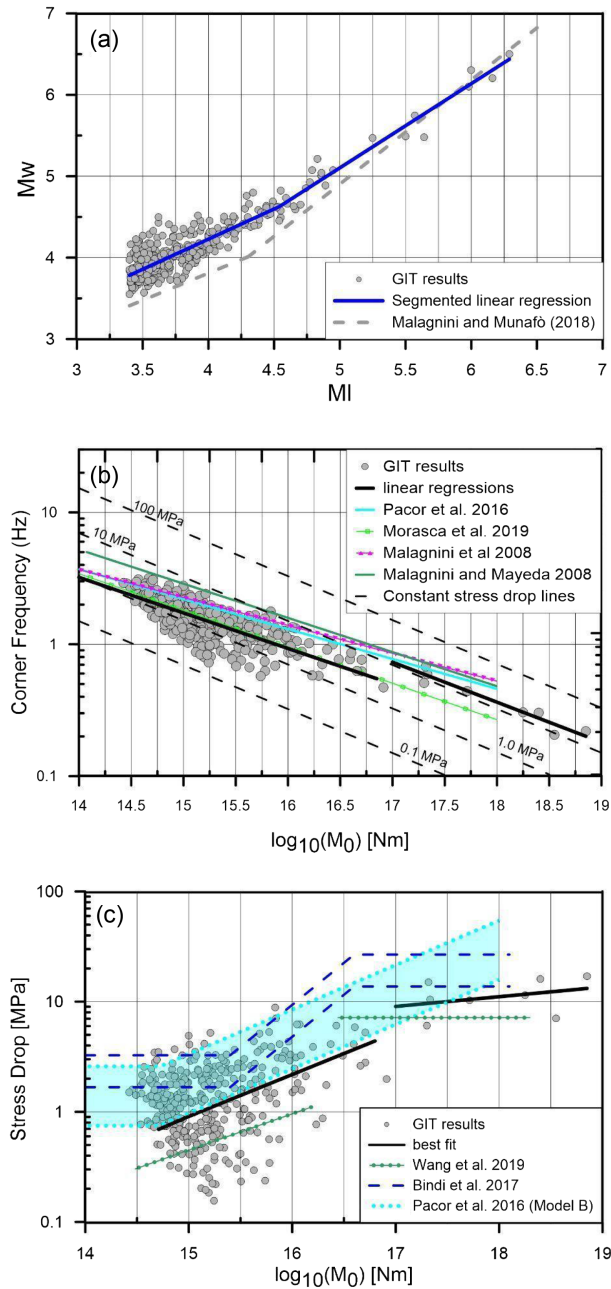 (a)
7
6
5
4
3
Mw
GIT results
Segmented linear regression
Malagnini and Munafò (2018)
3 3.5 4 4.5 5 5.5 6 6.5 7
Ml
(b)
10
1
0.1
Corner Frequency (Hz)
100 MPa
10 MPa
1.0 MPa
0.1 MPa
GIT results
linear regressions
Pacor et al. 2016
Morasca et al. 2019
Malagnini et al 2008
Malagnini and Mayeda 2008
Constant stress drop lines
14 14.5 15 15.5 16 16.5 17 17.5 18 18.5 19
log10(M0) [Nm]
(c)
100
10
1
0.1
Stress Drop [MPa]
GIT results
best fit
Wang et al. 2019
Bindi et al. 2017
Pacor et al. 2016 (Model B)
14 15 16 17 18 19
log10(M0) [Nm]